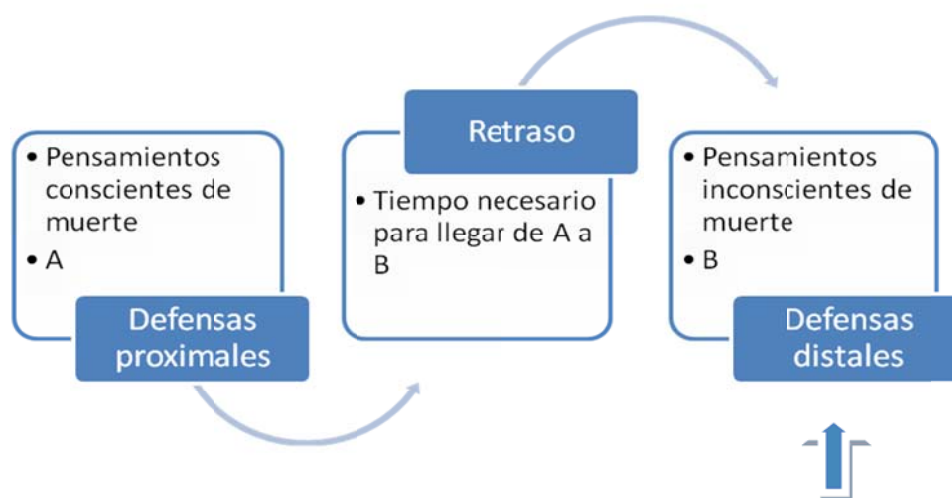 • Pensamientos
conscientes de
muerte
• A
Defensas
proximales
Retraso
• Tiempo necesario
para llegar de A a
B
• Pensamientos
inconscientes de
muerte
• B
Defensas
distales